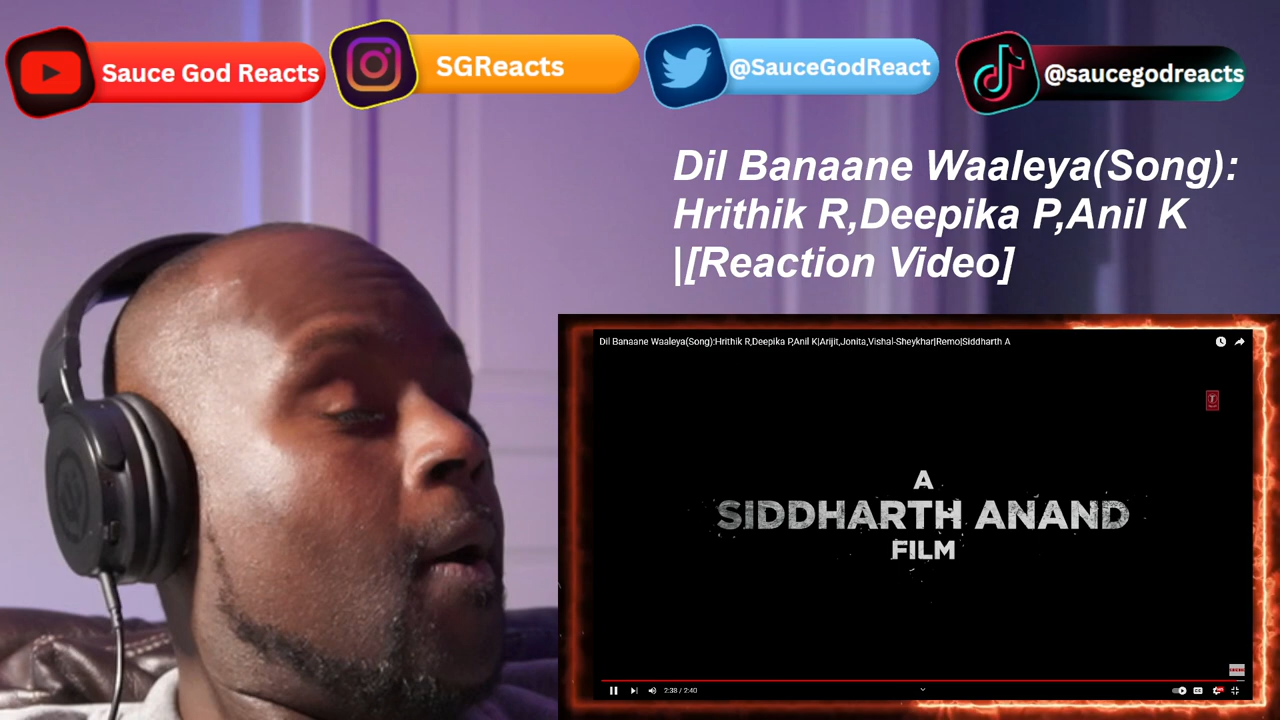 Sauce God Reacts
SGReacts
@SauceGodReact
@saucegodreacts
Dil Banaane Waaleya(Song):
Hrithik R,Deepika P,Anil K
|[Reaction Video]
Dil Banaane Waaleya(Song):Hrithik R,Deepika P,Anil K|Arijit,Jonita,Vishal-Sheykhar|Remo|Siddharth A
A
SIDDHARTH ANAND
FILM
2:38 / 2:40